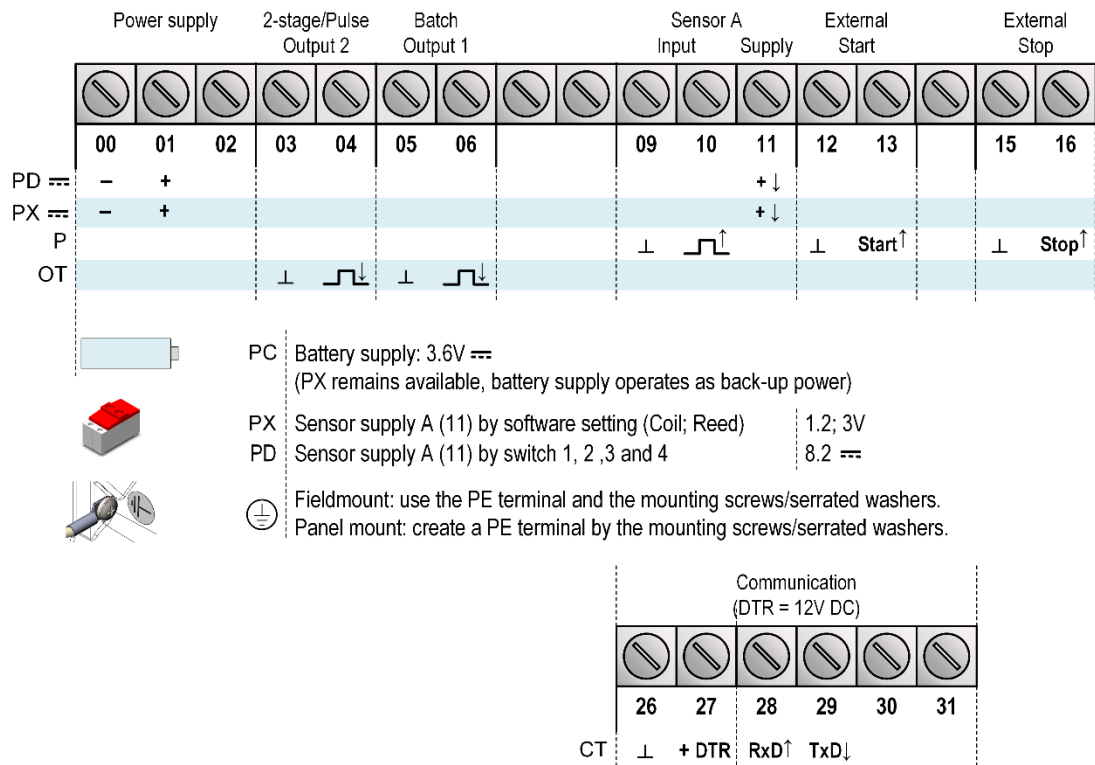 Power supply 2-stage/Pulse Batch Sensor A External External
Output 2 Output 1 Input Supply Start Stop
00 01 02 03 04 05 06 09 10 11 12 13 15 16
PD ⎓ – + + ↓
PX ⎓ – + + ↓
P ⊥ ↑ ⊥ Start↑ ⊥ Stop↑
OT ⊥ ↓ ⊥ ↓
PC Battery supply: 3.6V ⎓
(PX remains available, battery supply operates as back-up power)
PX Sensor supply A (11) by software setting (Coil; Reed) 1.2; 3V
PD Sensor supply A (11) by switch 1, 2 ,3 and 4 8.2 ⎓
Fieldmount: use the PE terminal and the mounting screws/serrated washers.
Panel mount: create a PE terminal by the mounting screws/serrated washers.
Communication
(DTR = 12V DC)
26 27 28 29 30 31
CT ⊥ + DTR RxD↑ TxD↓